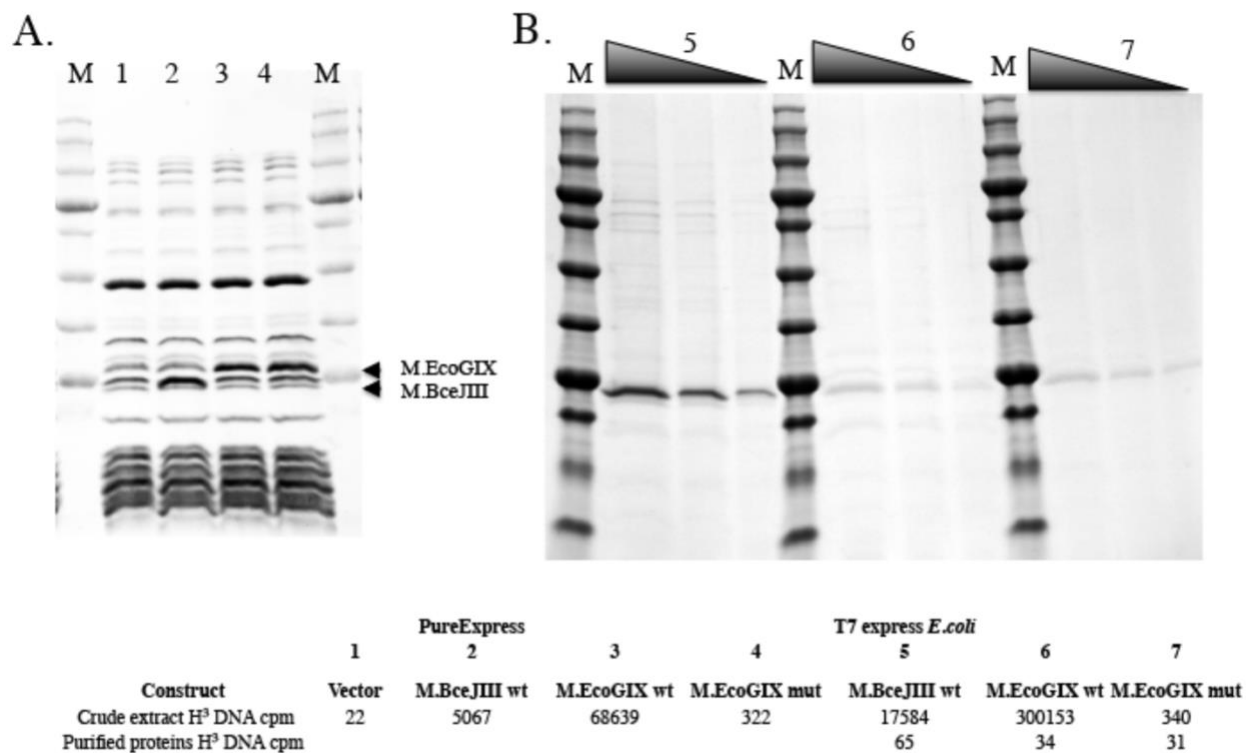 A.
B.
M 1 2 3 4 M
M 5 M 6 M 7
M.EcoGIX
M.BceJIII
PureExpress T7 express E.coli
1 2 3 4 5 6 7
Construct Vector M.BceJIII wt M.EcoGIX wt M.EcoGIX mut M.BceJIII wt M.EcoGIX wt M.EcoGIX mut
Crude extract H³ DNA cpm 22 5067 68639 322 17584 300153 340
Purified proteins H³ DNA cpm 65 34 31